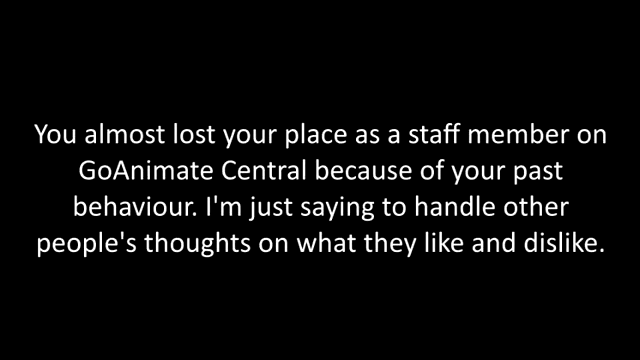 You almost lost your place as a staff member on
GoAnimate Central because of your past
behaviour. I'm just saying to handle other
people's thoughts on what they like and dislike.